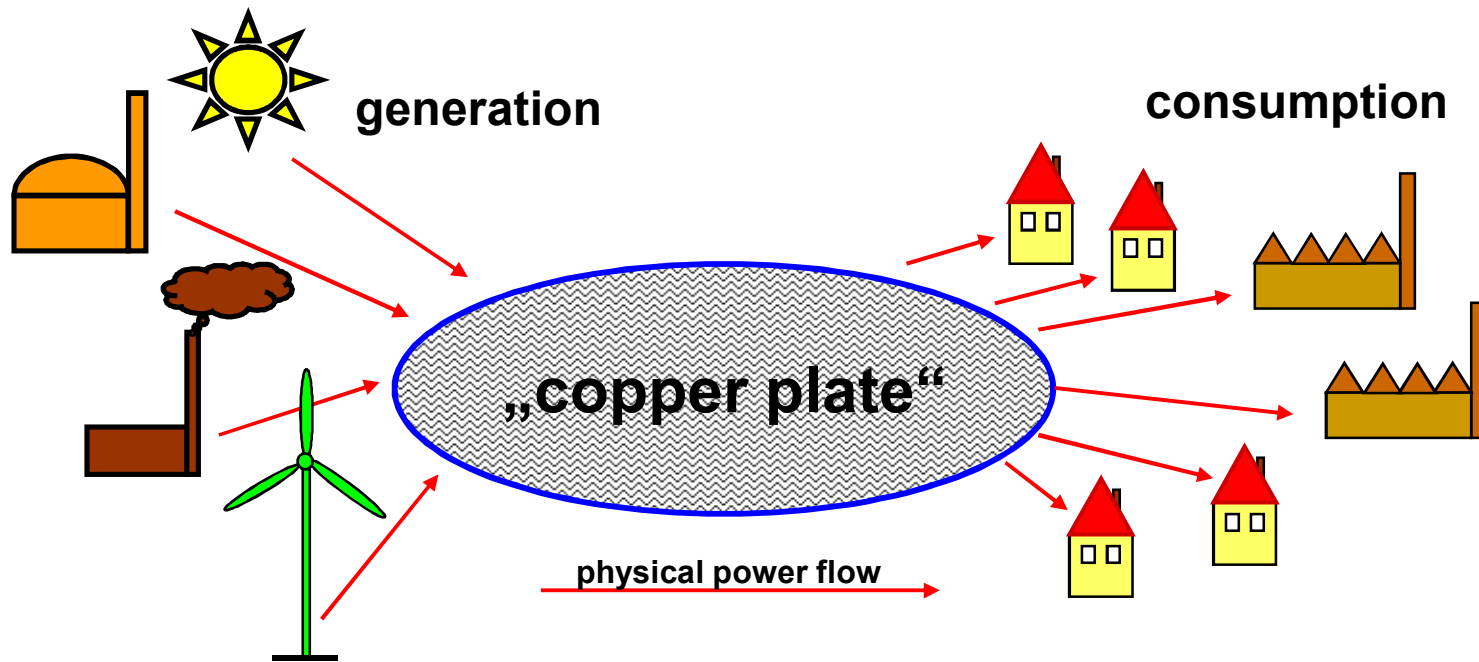 generation
consumption
„copper plate“
physical power flow